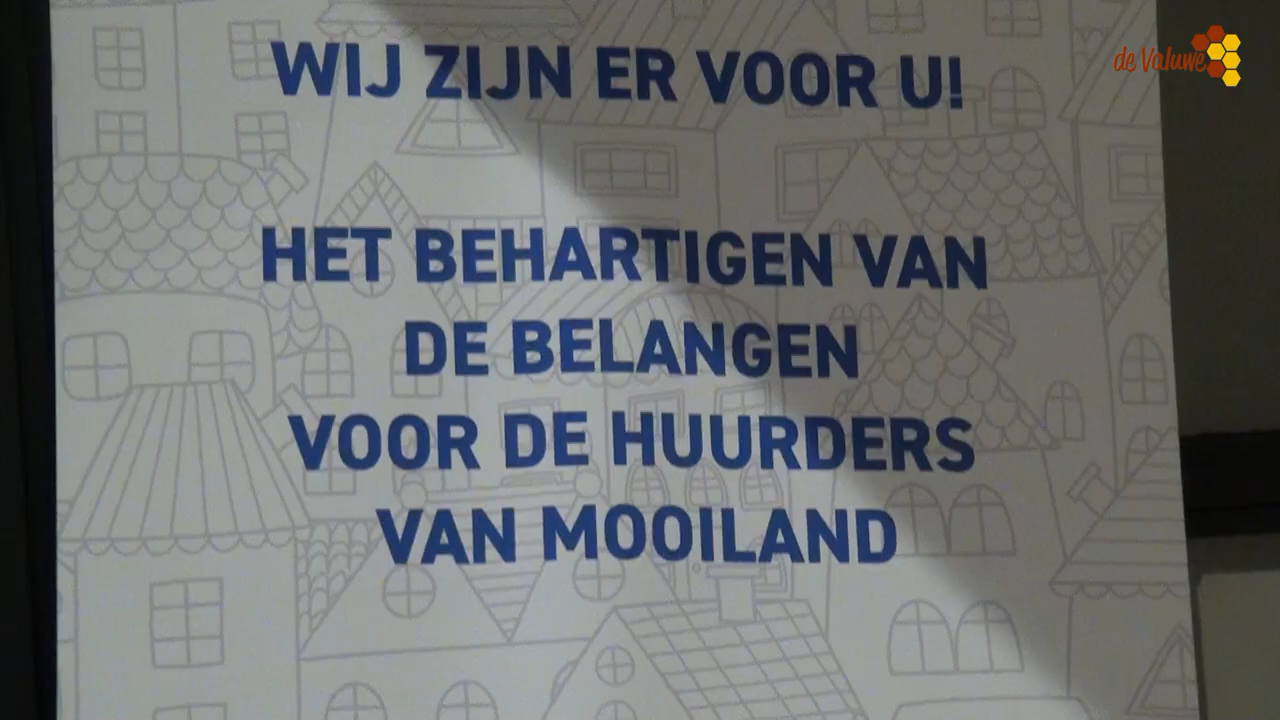 de Valuwe
WIJ ZIJN ER VOOR U!
HET BEHARTIGEN VAN
DE BELANGEN
VOOR DE HUURDERS
VAN MOOILAND